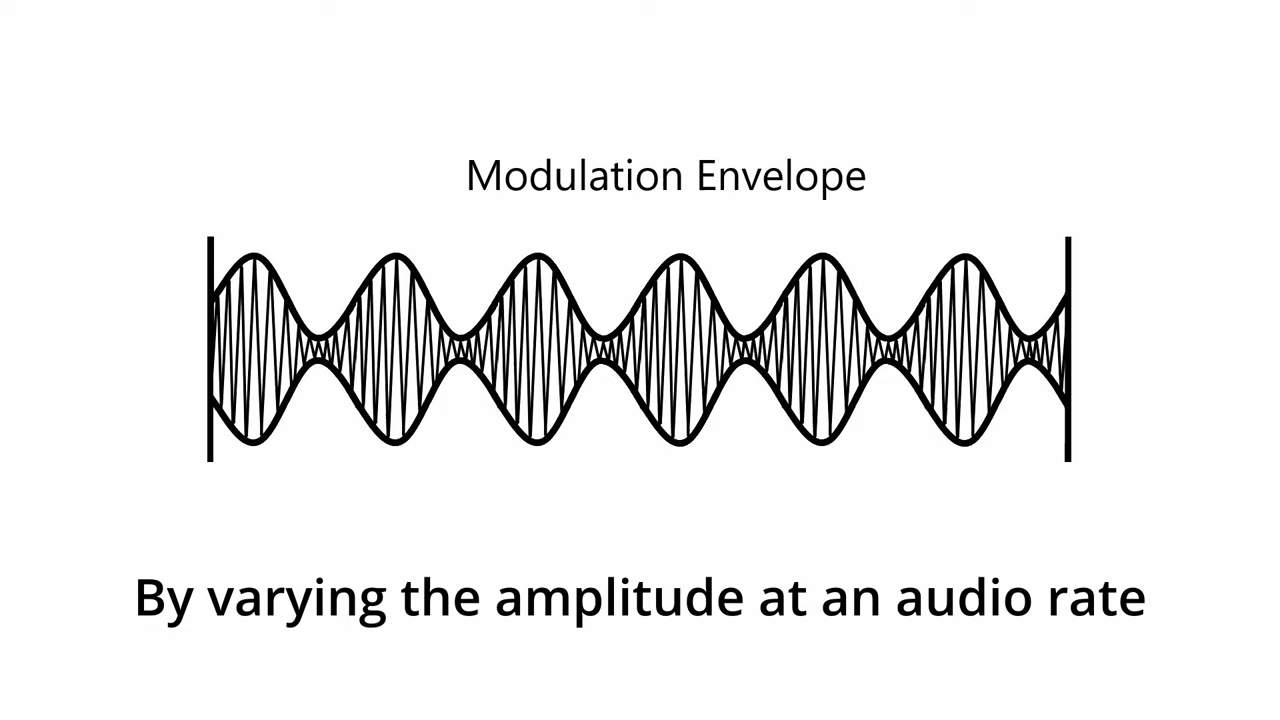 Modulation Envelope
By varying the amplitude at an audio rate